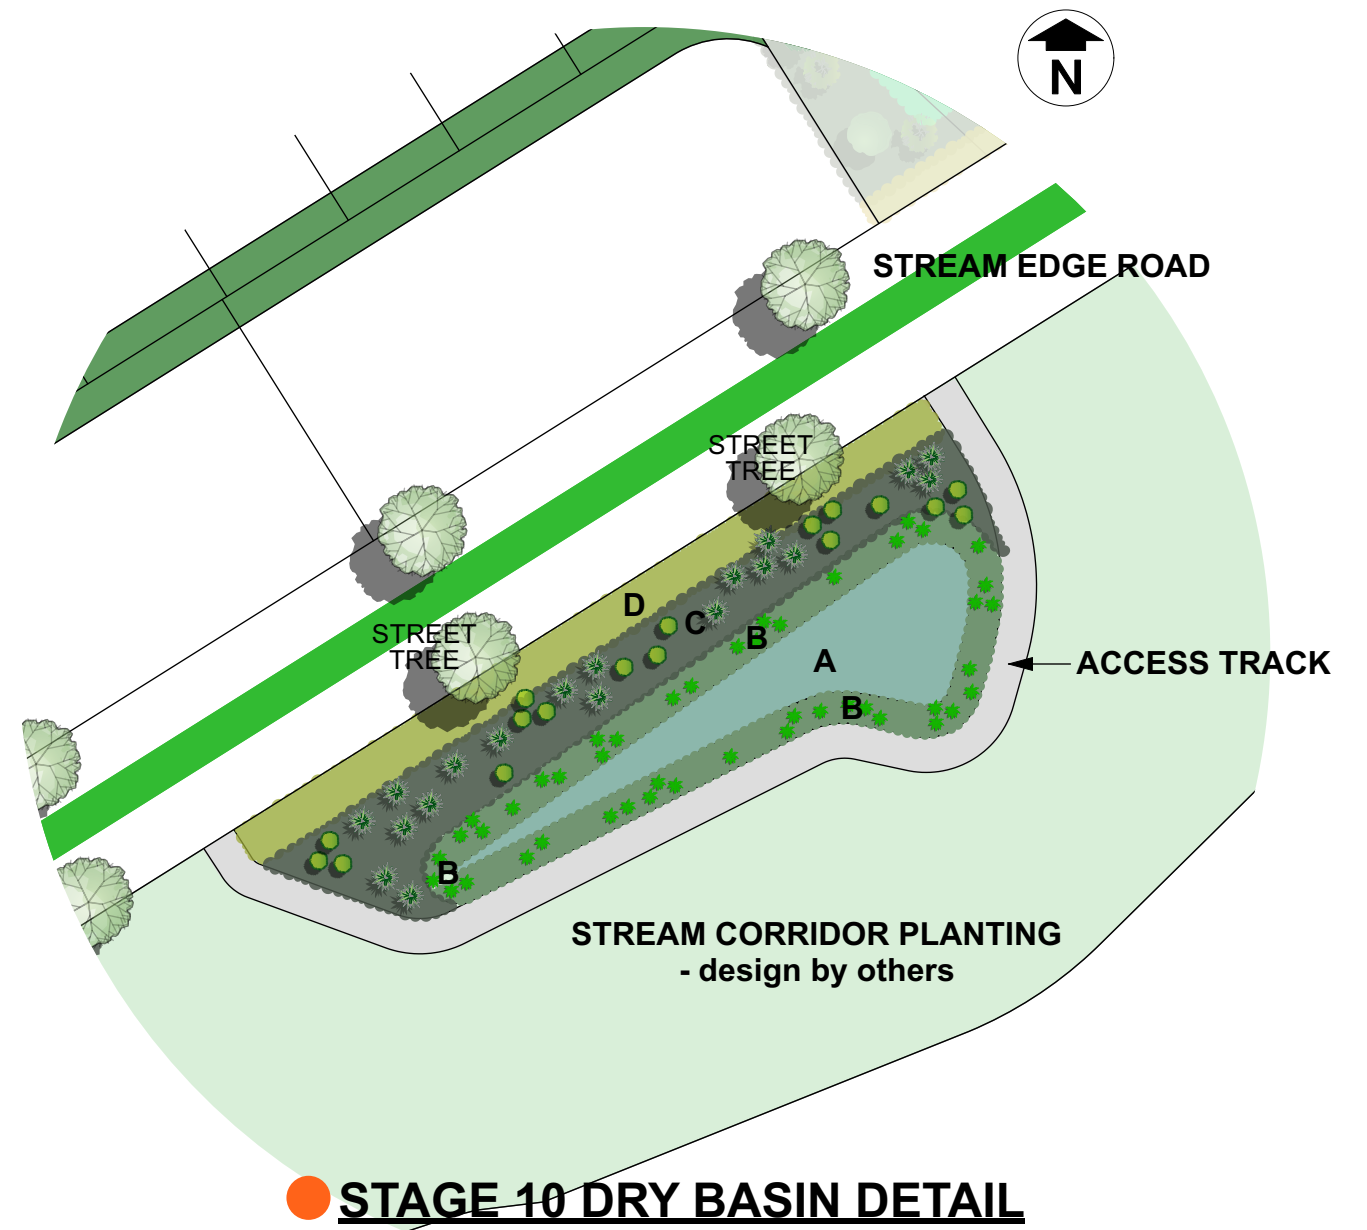 N
STREAM EDGE ROAD
STREET
TREE
STREET
TREE
D
C
B
A
ACCESS TRACK
B
B
STREAM CORRIDOR PLANTING
- design by others
STAGE 10 DRY BASIN DETAIL